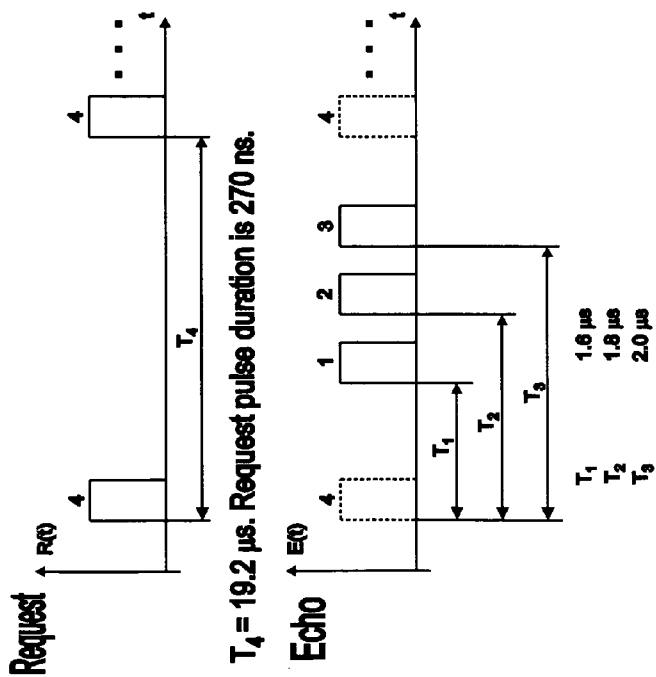 Request
R(t)
4
4
t
T4
T4 = 19.2 µs. Request pulse duration is 270 ns.
Echo
E(t)
4
1
2
3
4
t
T1
T2
T3
T1 1.6 µs
T2 1.8 µs
T3 2.0 µs